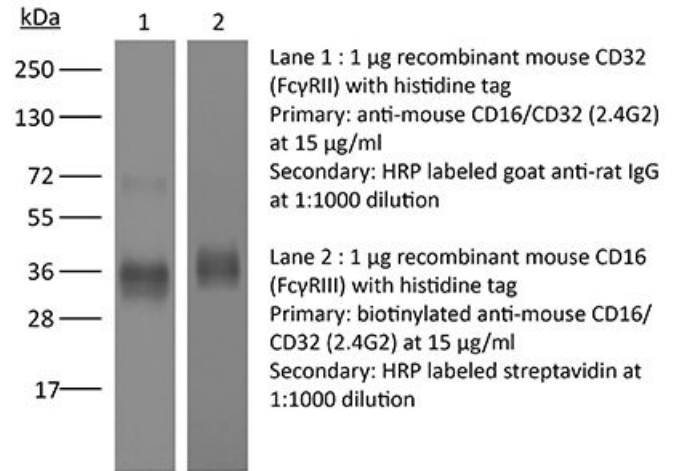 kDa
1 2
250
130
72
55
36
28
17
Lane 1 : 1 µg recombinant mouse CD32
(FcγRII) with histidine tag
Primary: anti-mouse CD16/CD32 (2.4G2)
at 15 µg/ml
Secondary: HRP labeled goat anti-rat IgG
at 1:1000 dilution
Lane 2 : 1 µg recombinant mouse CD16
(FcγRIII) with histidine tag
Primary: biotinylated anti-mouse CD16/
CD32 (2.4G2) at 15 µg/ml
Secondary: HRP labeled streptavidin at
1:1000 dilution